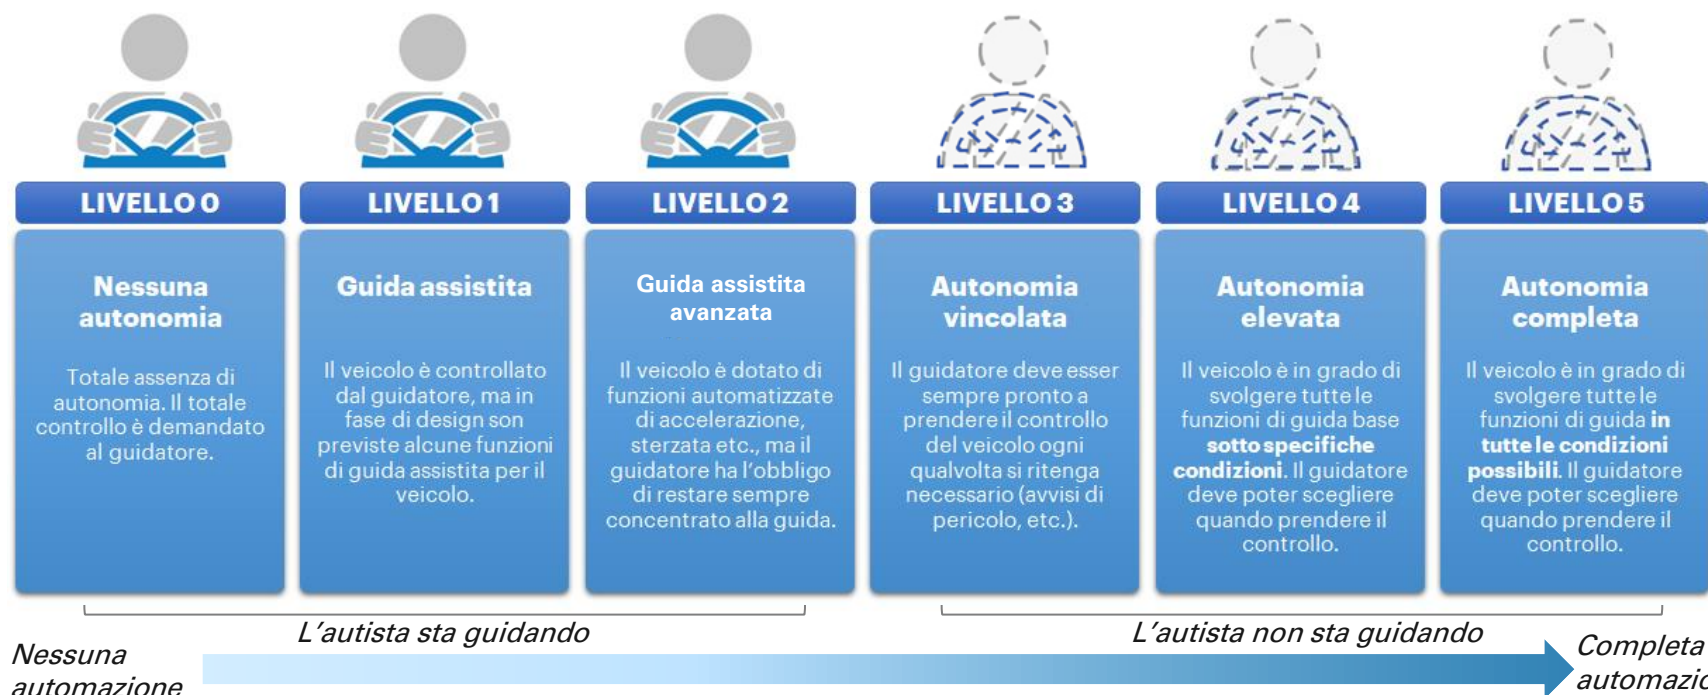 LIVELLO 0
Nessuna
autonomia
Totale assenza di
autonomia. Il totale
controllo è demandato
al guidatore.
LIVELLO 1
Guida assistita
Il veicolo è controllato
dal guidatore, ma in
fase di design son
previste alcune funzioni
di guida assistita per il
veicolo.
LIVELLO 2
Guida assistita
avanzata
Il veicolo è dotato di
funzioni automatizzate
di accelerazione,
sterzata etc., ma il
guidatore ha l'obbligo
di restare sempre
concentrato alla guida.
LIVELLO 3
Autonomia
vincolata
Il guidatore deve esser
sempre pronto a
prendere il controllo
del veicolo ogni
qualvolta si ritenga
necessario (avvisi di
pericolo, etc.).
LIVELLO 4
Autonomia
elevata
Il veicolo è in grado di
svolgere tutte le
funzioni di guida base
sotto specifiche
condizioni. Il guidatore
deve poter scegliere
quando prendere il
controllo.
LIVELLO 5
Autonomia
completa
Il veicolo è in grado di
svolgere tutte le
funzioni di guida in
tutte le condizioni
possibili. Il guidatore
deve poter scegliere
quando prendere il
controllo.
L'autista sta guidando
L'autista non sta guidando
Nessuna
automazione
Completa
automazio